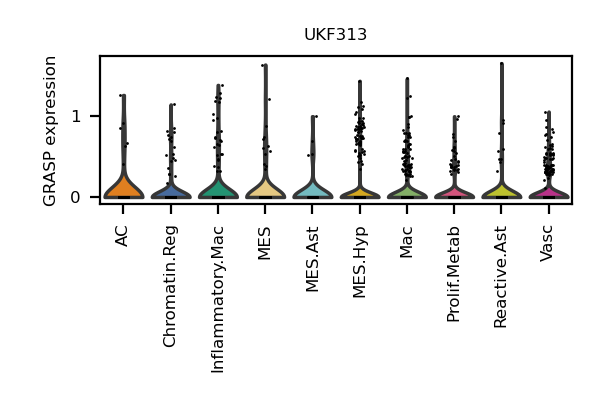 UKF313
GRASP expression
1
0
AC
Chromatin.Reg
Inflammatory.Mac
MES
MES.Ast
MES.Hyp
Mac
Prolif.Metab
Reactive.Ast
Vasc